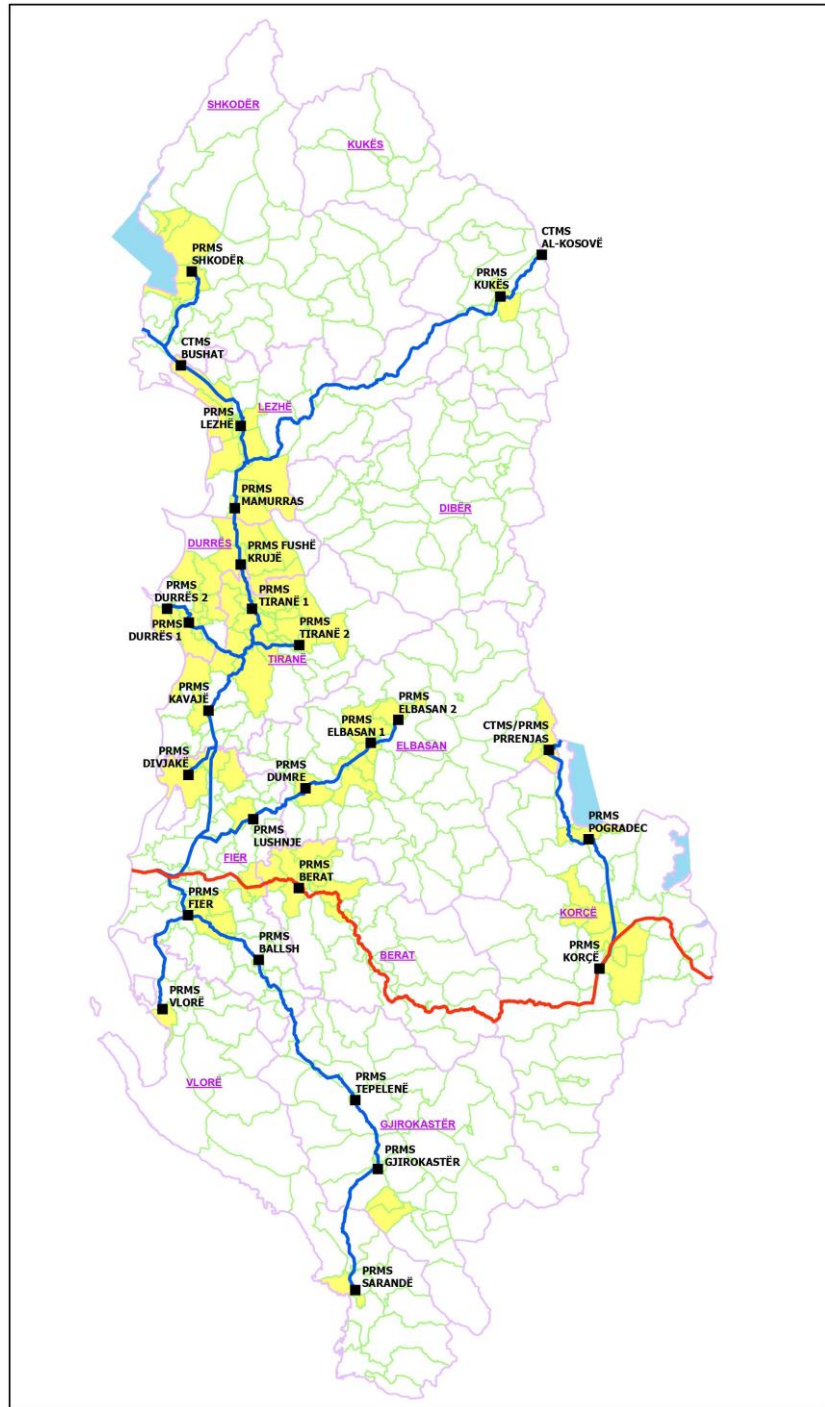 SHKODËR
KUKËS
CTMS
AL-KOSOVË
PRMS
SHKODËR
PRMS
KUKËS
CTMS
BUSHAT
LEZHË
PRMS
LEZHË
PRMS
MAMURRAS
DIBËR
DURRËS
PRMS FUSHË
KRUJË
PRMS
DURRËS 2
PRMS
TIRANË 1
PRMS
DURRËS 1
PRMS
TIRANË 2
TIRANË
PRMS
KAVAJË
PRMS
ELBASAN 2
PRMS
ELBASAN 1
ELBASAN
CTMS/PRMS
PRRENJAS
PRMS
DIVJAKË
PRMS
DUMRE
PRMS
LUSHNJE
PRMS
POGRADEC
FIER
PRMS
BERAT
PRMS
FIER
KORÇË
PRMS
BALLSH
BERAT
PRMS
KORÇË
PRMS
VLORË
VLORË
PRMS
TEPELENË
GJIROKASTËR
PRMS
GJIROKASTËR
PRMS
SARANDË